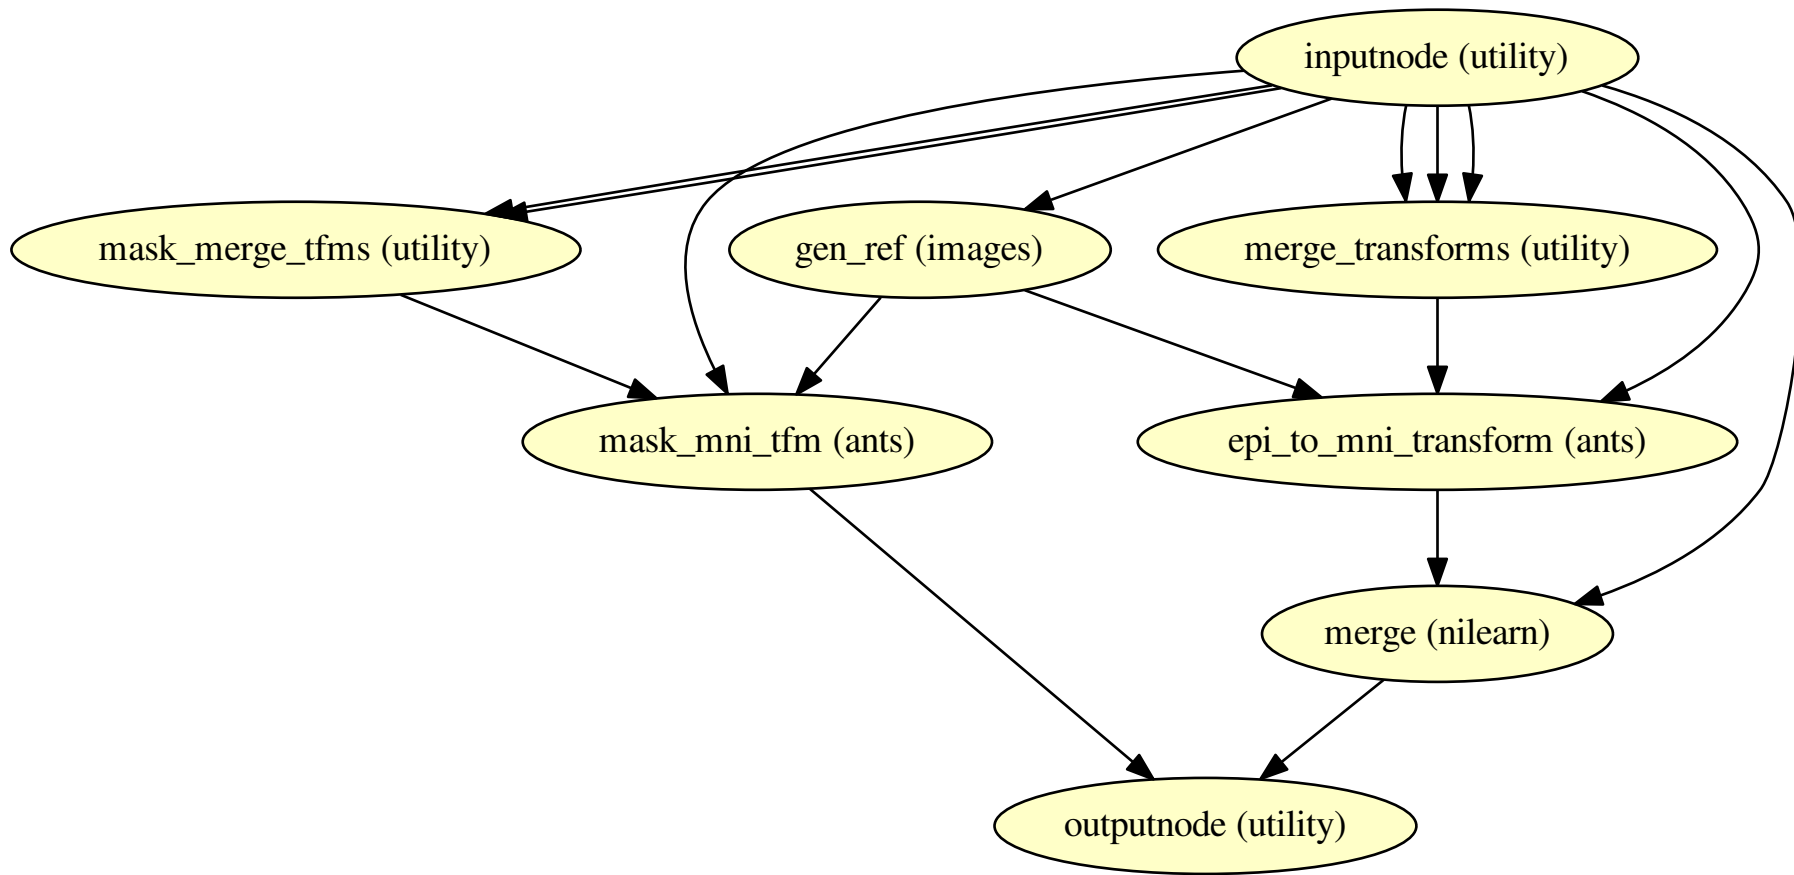 inputnode (utility)
mask_merge_tfms (utility)
gen_ref (images)
merge_transforms (utility)
mask_mni_tfm (ants)
epi_to_mni_transform (ants)
merge (nilearn)
outputnode (utility)